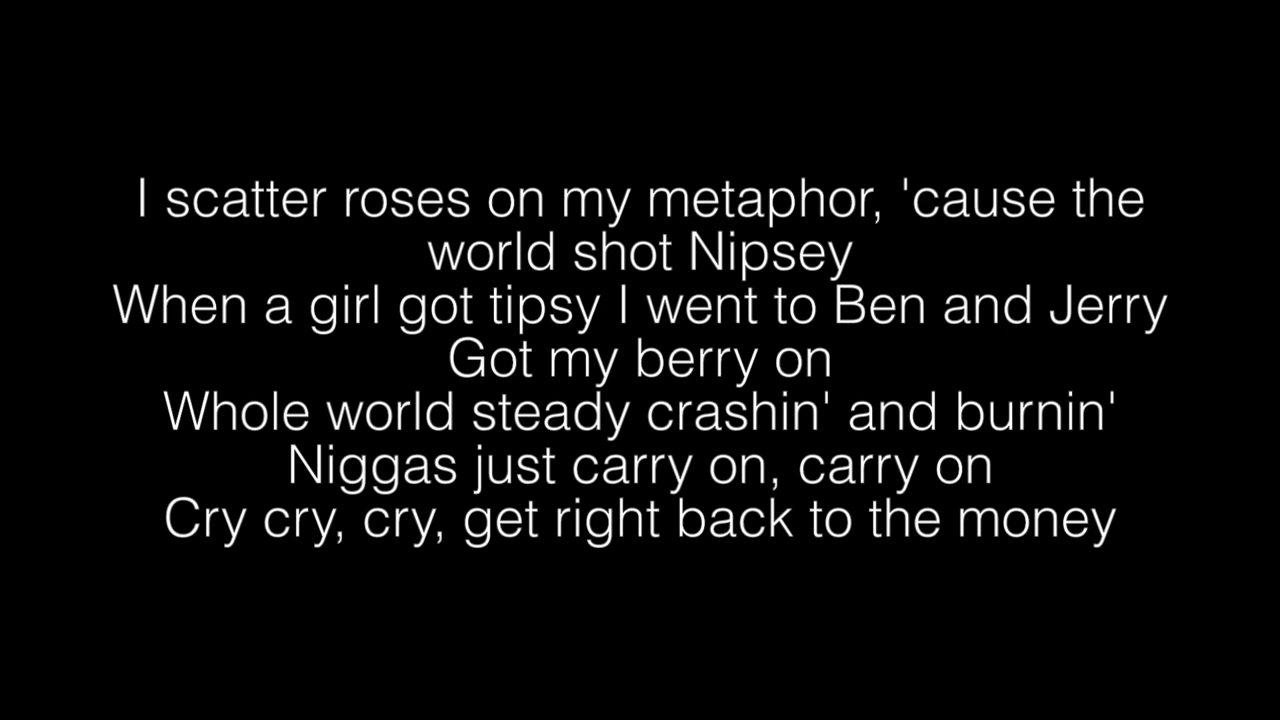 I scatter roses on my metaphor, 'cause the
world shot Nipsey
When a girl got tipsy I went to Ben and Jerry
Got my berry on
Whole world steady crashin' and burnin'
Niggas just carry on, carry on
Cry cry, cry, get right back to the money